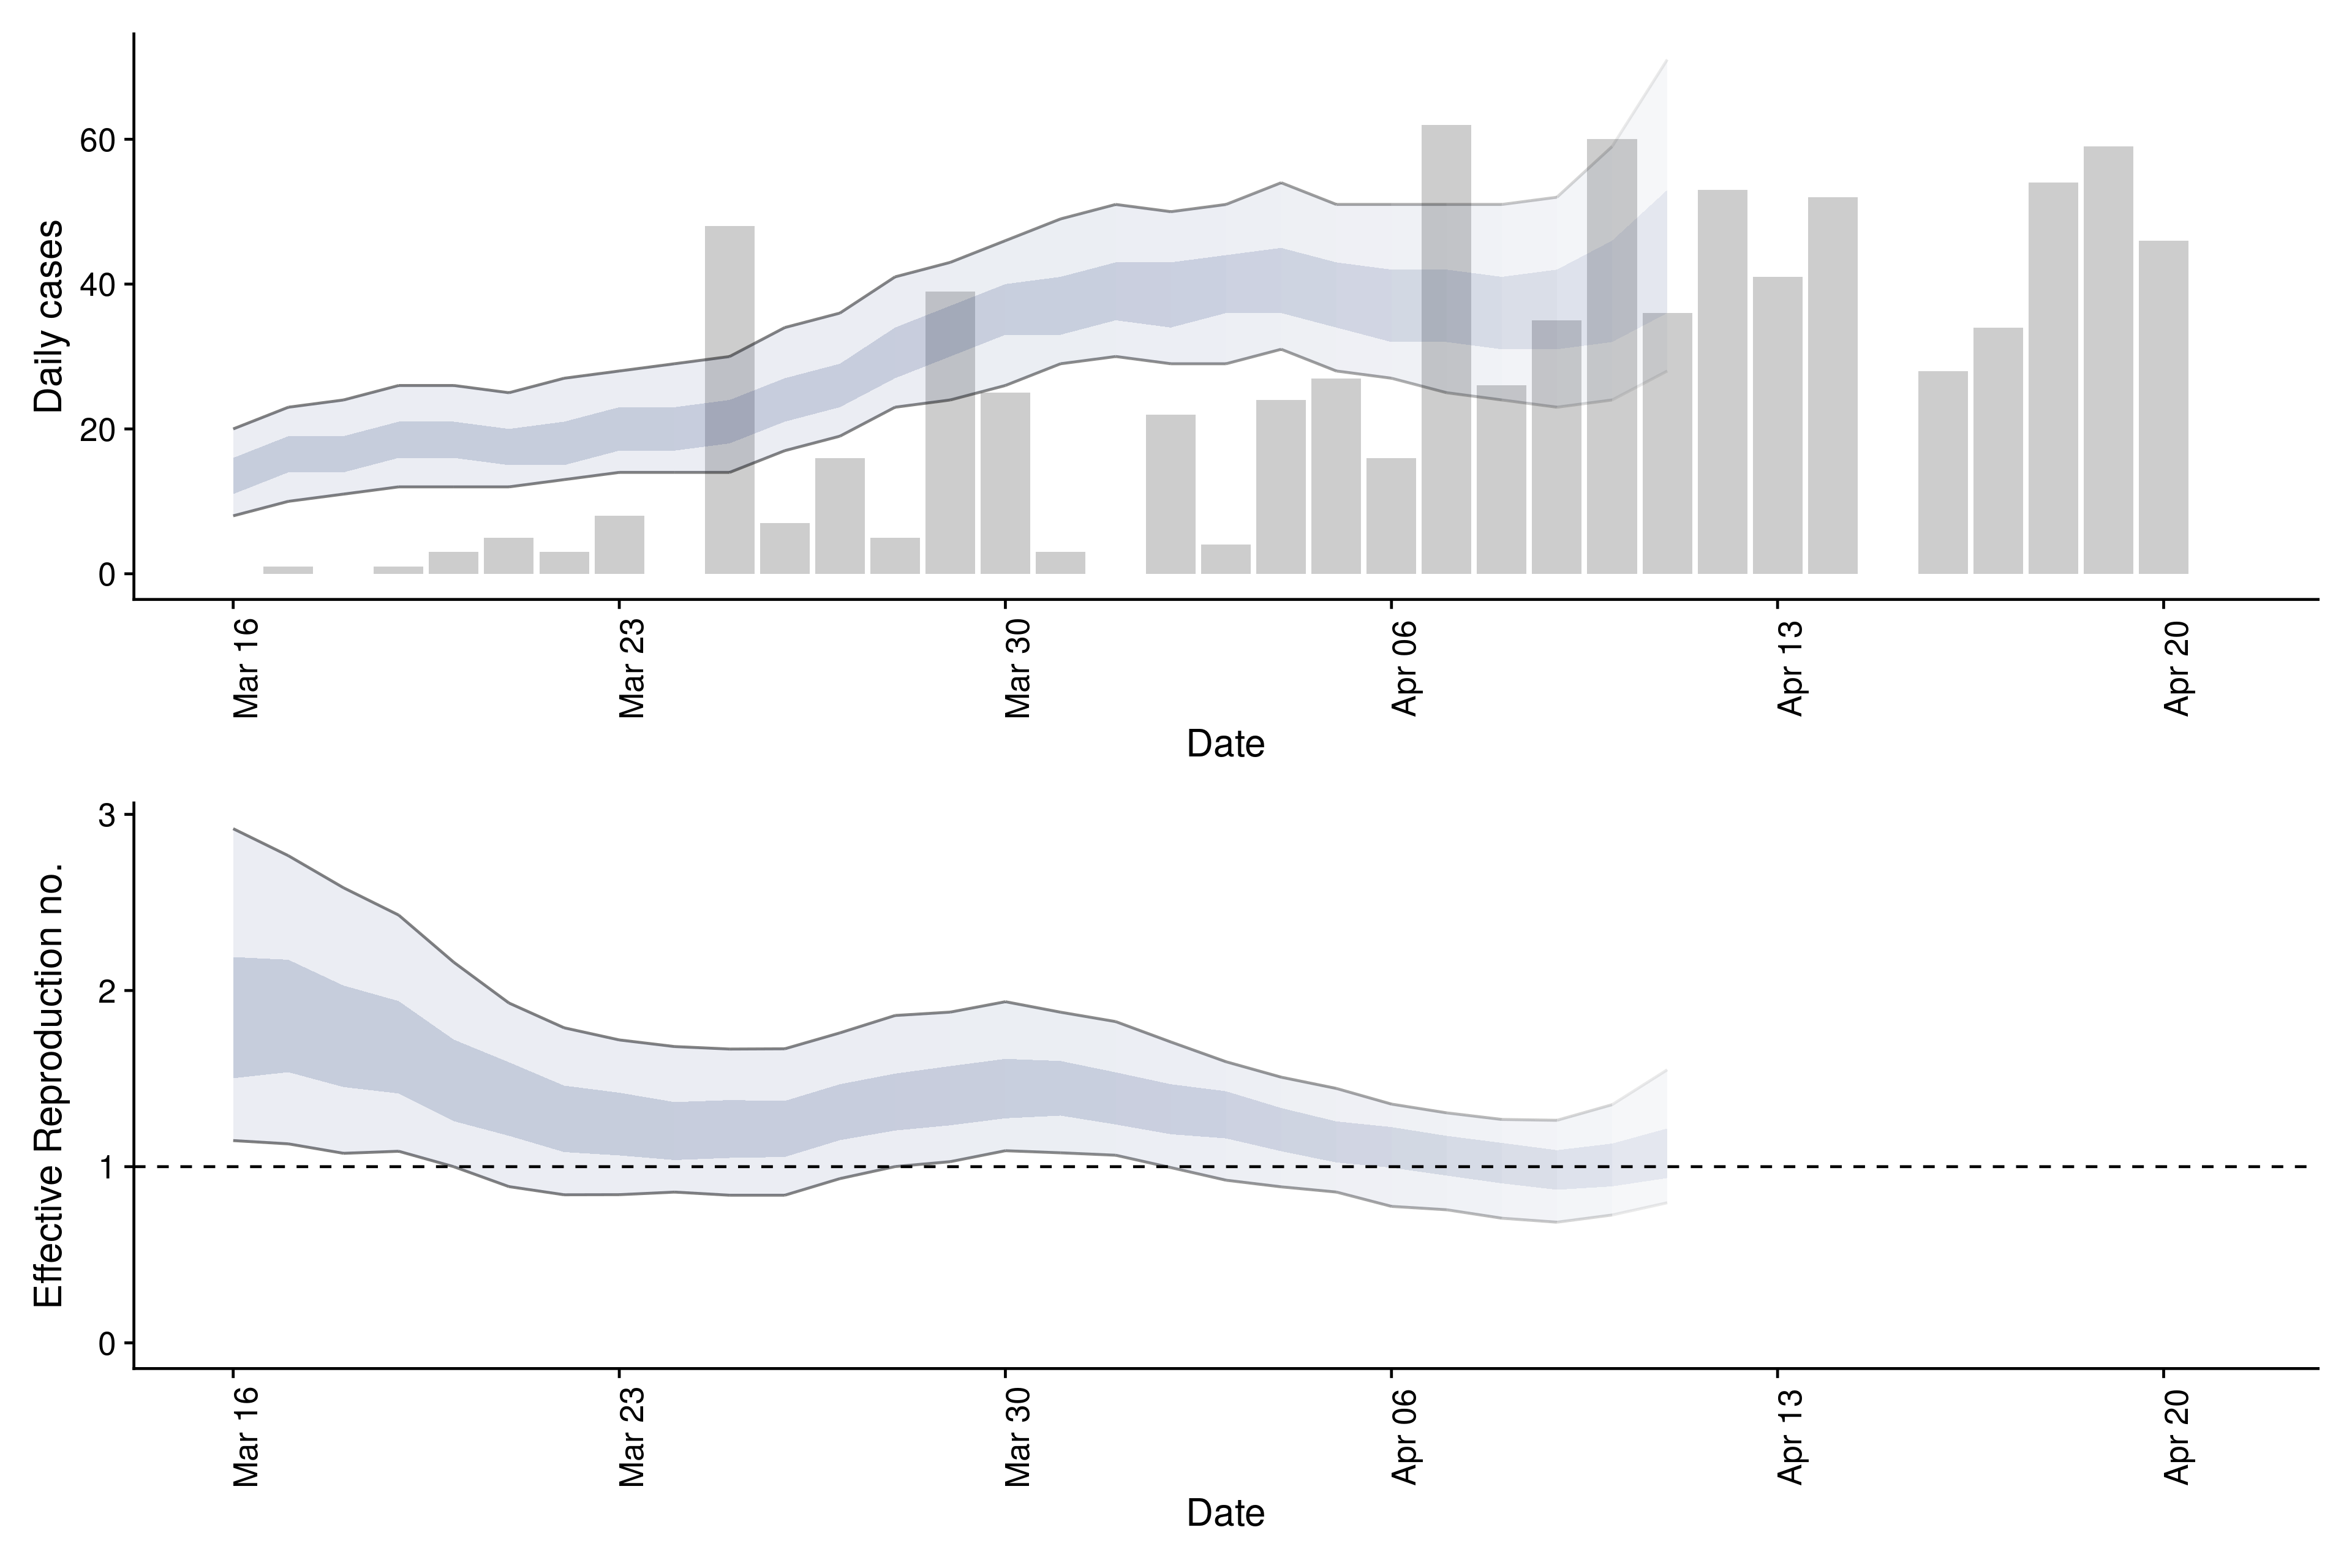 Daily cases
60
40
20
0
Mar 16
Mar 23
Mar 30
Apr 06
Apr 13
Apr 20
Date
Effective Reproduction no.
3
2
1
0
Mar 16
Mar 23
Mar 30
Apr 06
Apr 13
Apr 20
Date